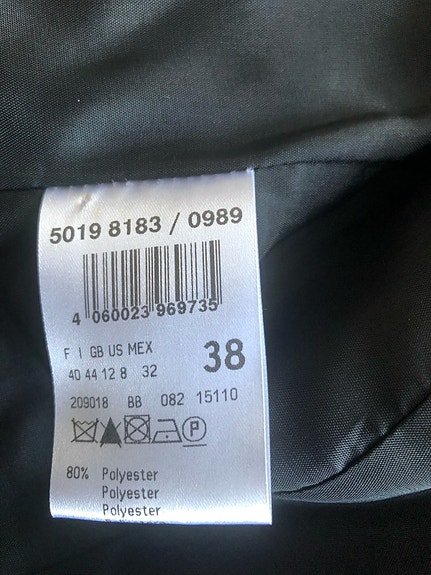 5019 8183 / 0989
4 060023 969735
F I GB US MEX
40 44 12 8 32
38
209018 BB 082 15110
P
80% Polyester
Polyester
Polyester